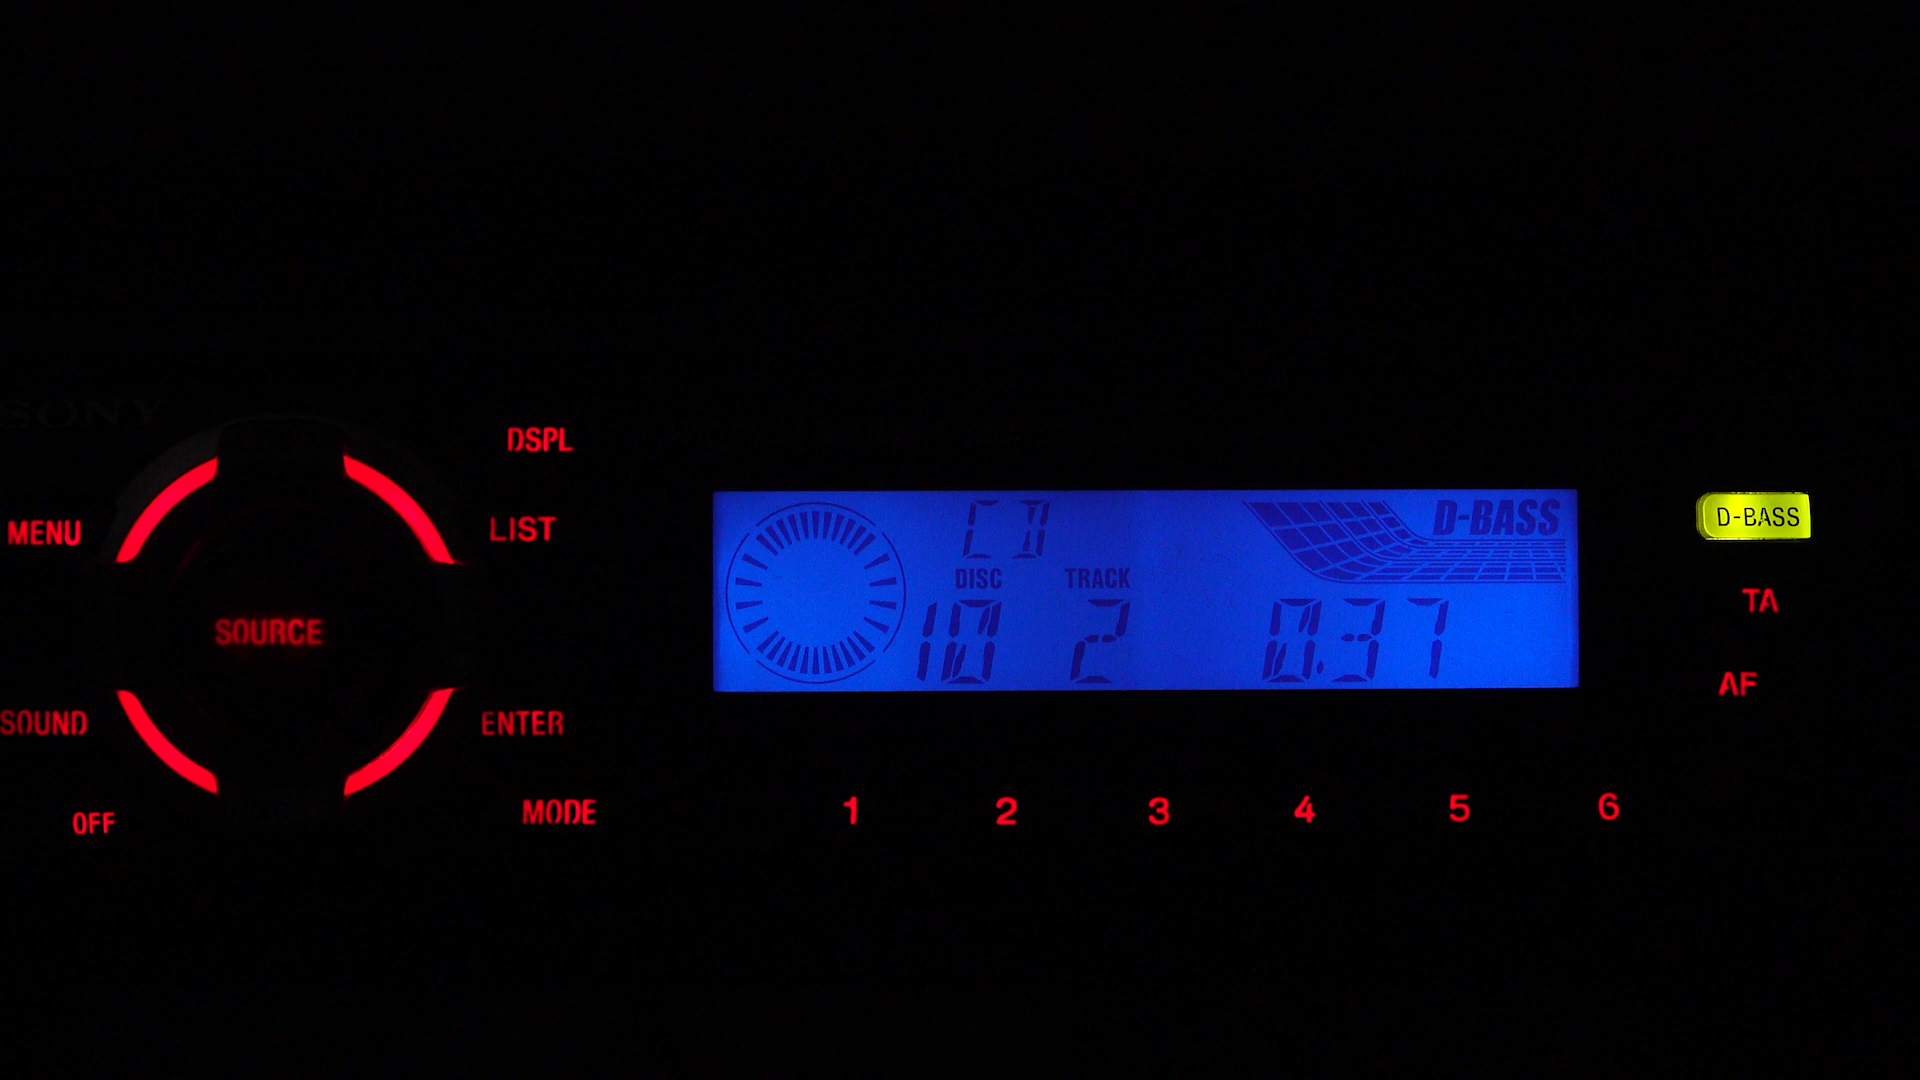 SONY
DSPL
MENU
LIST
SOURCE
SOUND
ENTER
OFF
MODE
CD
D-BASS
DISC TRACK
10 2 0.37
1 2 3 4 5 6
D-BASS
TA
AF